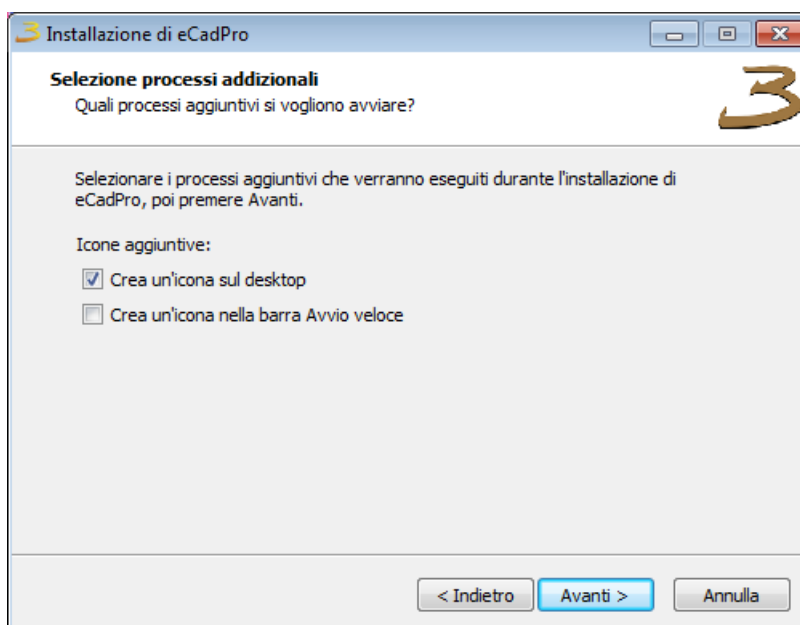 Installazione di eCadPro
Selezione processi addizionali
Quali processi aggiuntivi si vogliono avviare?
3
Selezionare i processi aggiuntivi che verranno eseguiti durante l'installazione di
eCadPro, poi premere Avanti.
Icone aggiuntive:
Crea un'icona sul desktop
Crea un'icona nella barra Avvio veloce
< Indietro
Avanti >
Annulla